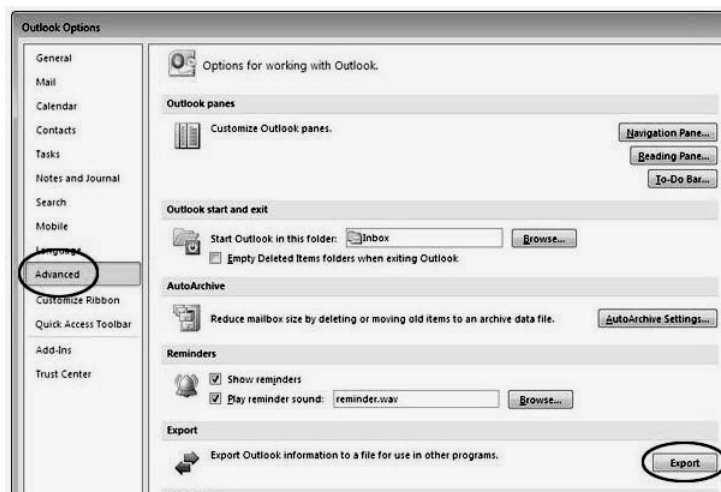 Outlook Options
General
Mail
Calendar
Contacts
Tasks
Notes and Journal
Search
Mobile
Language
Advanced
Customize Ribbon
Quick Access Toolbar
Add-Ins
Trust Center
Options for working with Outlook.
Outlook panes
Customize Outlook panes.
Navigation Pane...
Reading Pane...
To-Do Bar...
Outlook start and exit
Start Outlook in this folder: Inbox Browse...
Empty Deleted Items folders when exiting Outlook
AutoArchive
Reduce mailbox size by deleting or moving old items to an archive data file. AutoArchive Settings...
Reminders
Show reminders
Play reminder sound: reminder.wav Browse...
Export
Export Outlook information to a file for use in other programs. Export